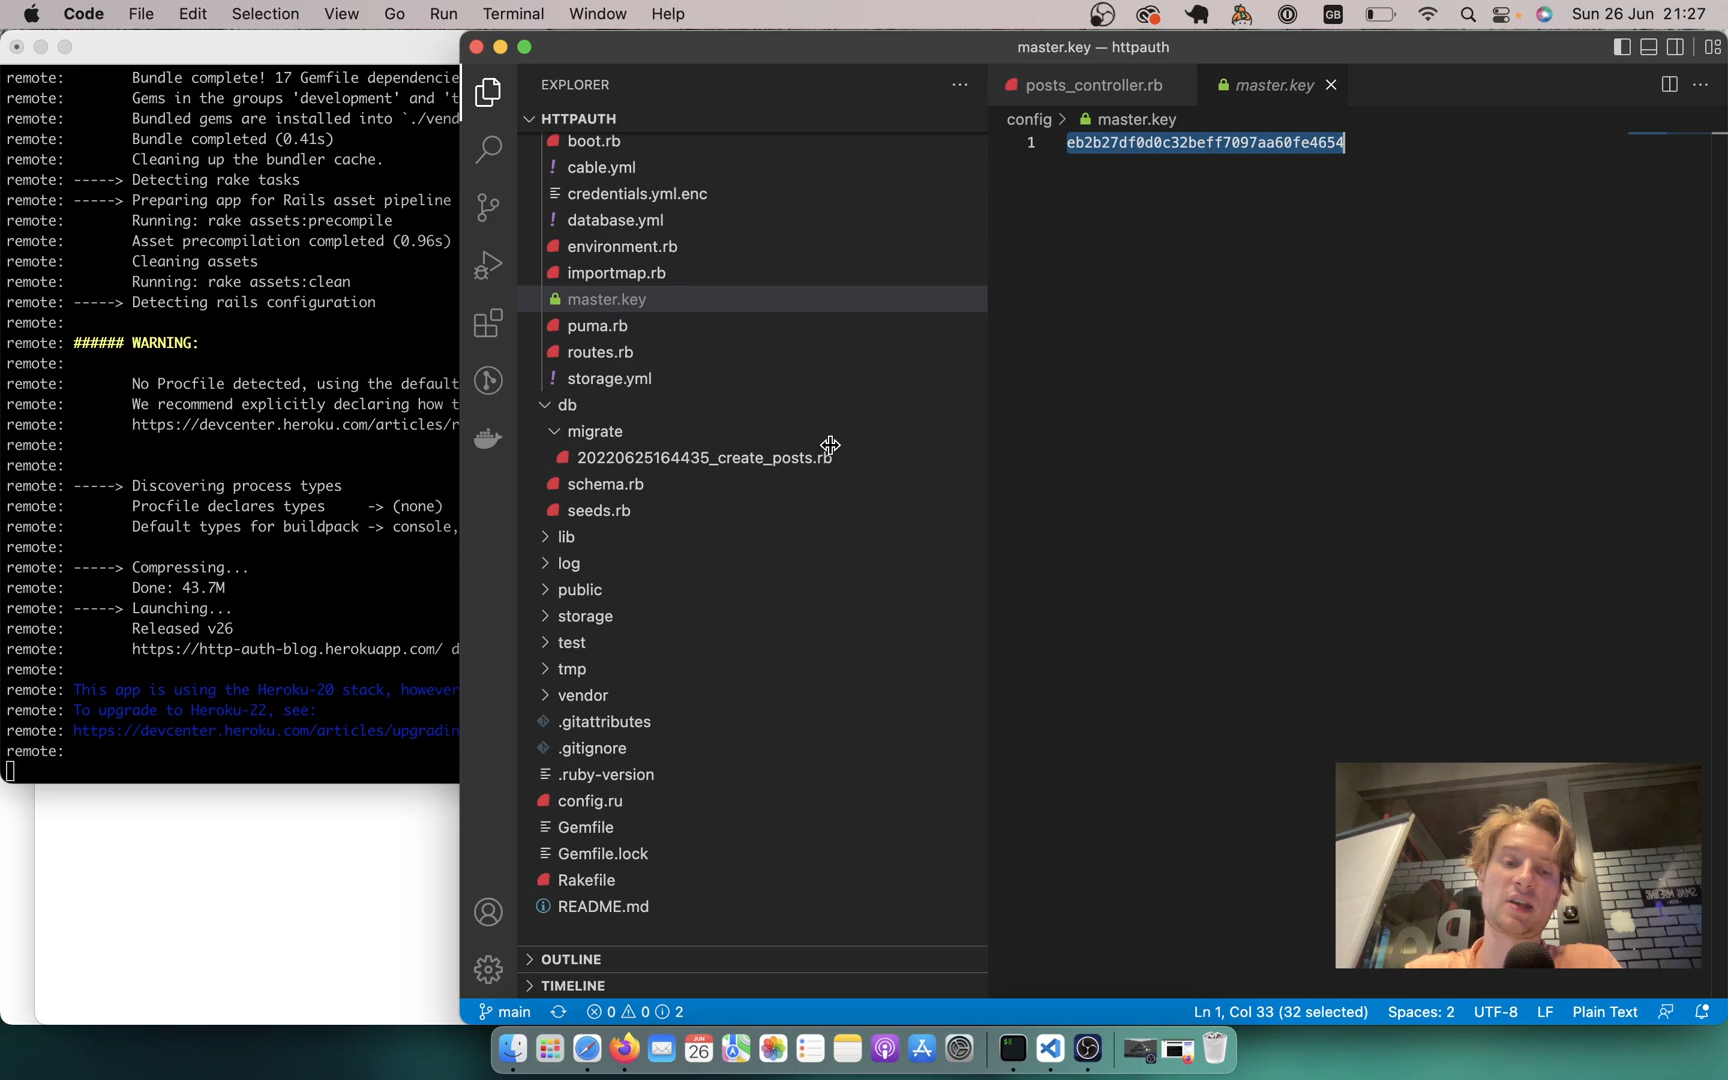 Code File Edit Selection View Go Run Terminal Window Help
GB
Sun 26 Jun 21:27
remote: Bundle complete! 17 Gemfile dependencie
remote: Gems in the groups 'development' and 't
remote: Bundled gems are installed into `./vend
remote: Bundle completed (0.41s)
remote: Cleaning up the bundler cache.
remote: -----> Detecting rake tasks
remote: -----> Preparing app for Rails asset pipeline
remote: Running: rake assets:precompile
remote: Asset precompilation completed (0.96s)
remote: Cleaning assets
remote: Running: rake assets:clean
remote: -----> Detecting rails configuration
remote:
remote: ###### WARNING:
remote:
remote: No Procfile detected, using the default
remote: We recommend explicitly declaring how t
remote: https://devcenter.heroku.com/articles/r
remote:
remote:
remote: -----> Discovering process types
remote: Procfile declares types -> (none)
remote: Default types for buildpack -> console,
remote:
remote: -----> Compressing...
remote: Done: 43.7M
remote: -----> Launching...
remote: Released v26
remote: https://http-auth-blog.herokuapp.com/ d
remote:
remote: This app is using the Heroku-20 stack, however
remote: To upgrade to Heroku-22, see:
remote: https://devcenter.heroku.com/articles/upgradin
remote:
master.key — httpauth
EXPLORER
HTTPAUTH
boot.rb
! cable.yml
credentials.yml.enc
! database.yml
environment.rb
importmap.rb
master.key
puma.rb
routes.rb
! storage.yml
db
migrate
20220625164435_create_posts.rb
schema.rb
seeds.rb
lib
log
public
storage
test
tmp
vendor
.gitattributes
.gitignore
.ruby-version
config.ru
Gemfile
Gemfile.lock
Rakefile
README.md
OUTLINE
TIMELINE
posts_controller.rb
master.key
config > master.key
1 eb2b27df0d0c32beff7097aa60fe4654
main 0 0 2
Ln 1, Col 33 (32 selected) Spaces: 2 UTF-8 LF Plain Text
JUN
26